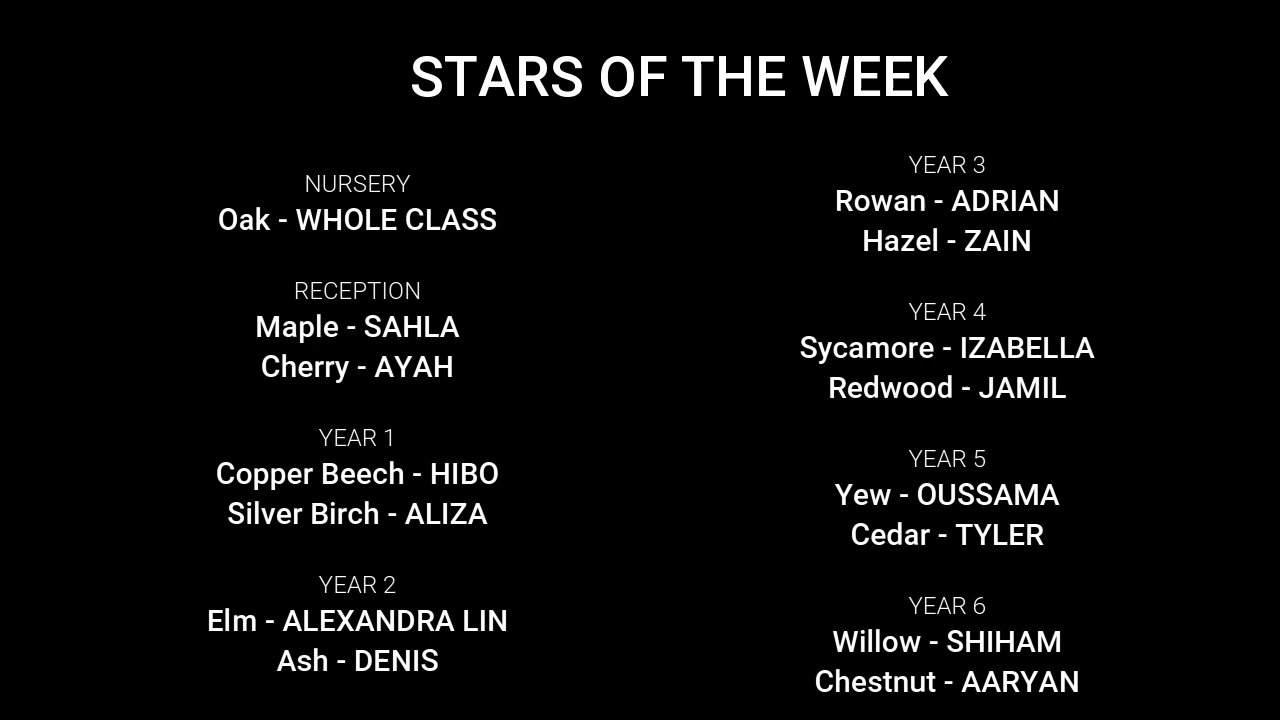 STARS OF THE WEEK
NURSERY
Oak - WHOLE CLASS
RECEPTION
Maple - SAHLA
Cherry - AYAH
YEAR 1
Copper Beech - HIBO
Silver Birch - ALIZA
YEAR 2
Elm - ALEXANDRA LIN
Ash - DENIS
YEAR 3
Rowan - ADRIAN
Hazel - ZAIN
YEAR 4
Sycamore - IZABELLA
Redwood - JAMIL
YEAR 5
Yew - OUSSAMA
Cedar - TYLER
YEAR 6
Willow - SHIHAM
Chestnut - AARYAN